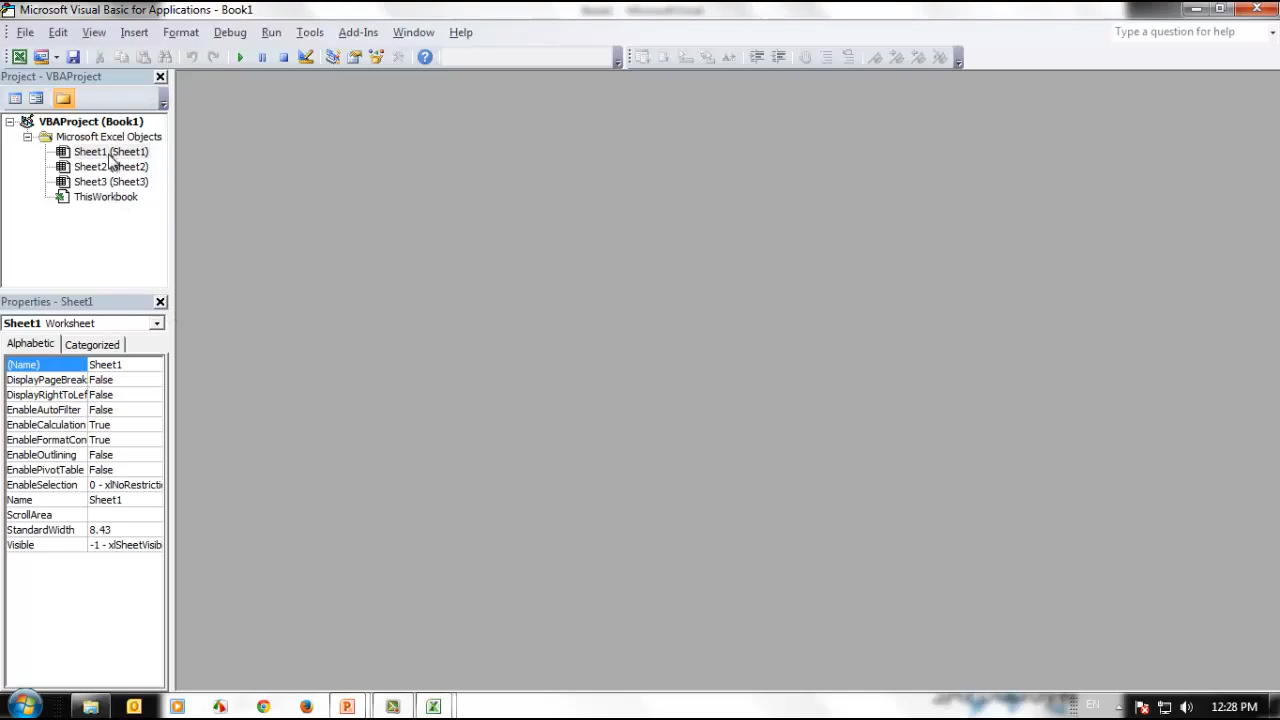 Microsoft Visual Basic for Applications - Book1
File Edit View Insert Format Debug Run Tools Add-Ins Window Help
Type a question for help
Project - VBAProject
VBAProject (Book1)
Microsoft Excel Objects
Sheet1 (Sheet1)
Sheet2 (Sheet2)
Sheet3 (Sheet3)
ThisWorkbook
Properties - Sheet1
Sheet1 Worksheet
Alphabetic Categorized
(Name) Sheet1
DisplayPageBreak False
DisplayRightToLef False
EnableAutoFilter False
EnableCalculation True
EnableFormatCon True
EnableOutlining False
EnablePivotTable False
EnableSelection 0 - xlNoRestricti
Name Sheet1
ScrollArea
StandardWidth 8.43
Visible -1 - xlSheetVisib
EN 12:28 PM